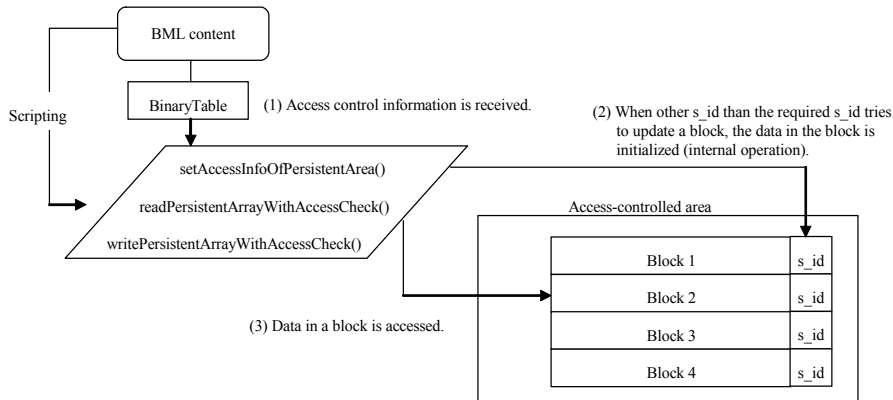 BML content
BinaryTable
(1) Access control information is received.
Scripting
(2) When other s_id than the required s_id tries
to update a block, the data in the block is
initialized (internal operation).
setAccessInfoOfPersistentArea()
readPersistentArrayWithAccessCheck()
writePersistentArrayWithAccessCheck()
Access-controlled area
Block 1 s_id
Block 2 s_id
Block 3 s_id
Block 4 s_id
(3) Data in a block is accessed.